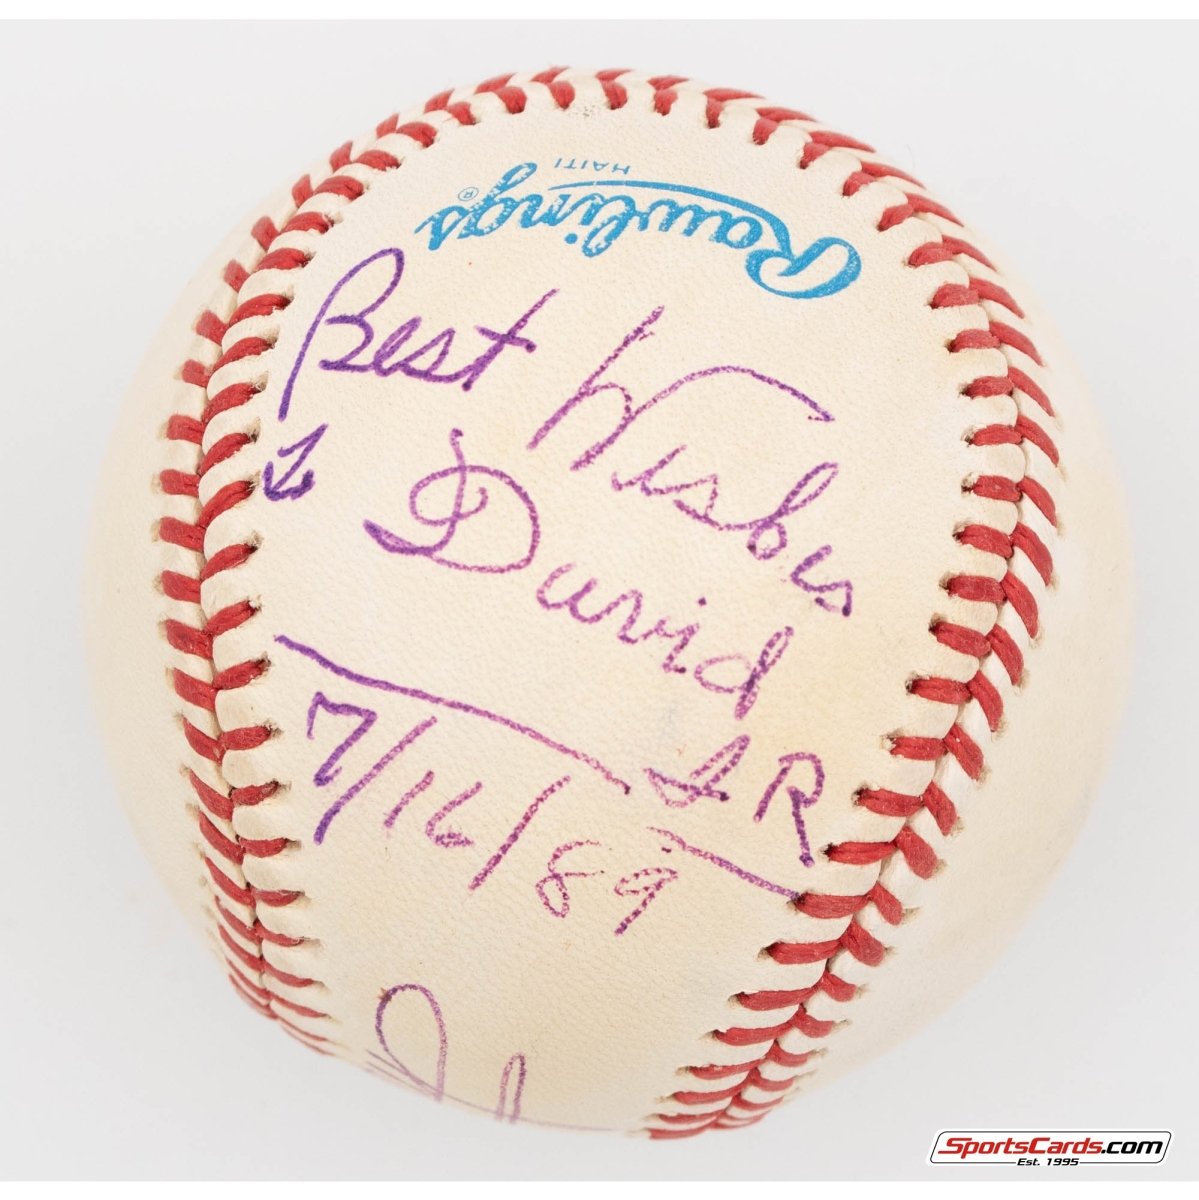 Rawlings®
HAITI
Best Wishes
To David JR
7/16/89
SportsCards.com
Est. 1995